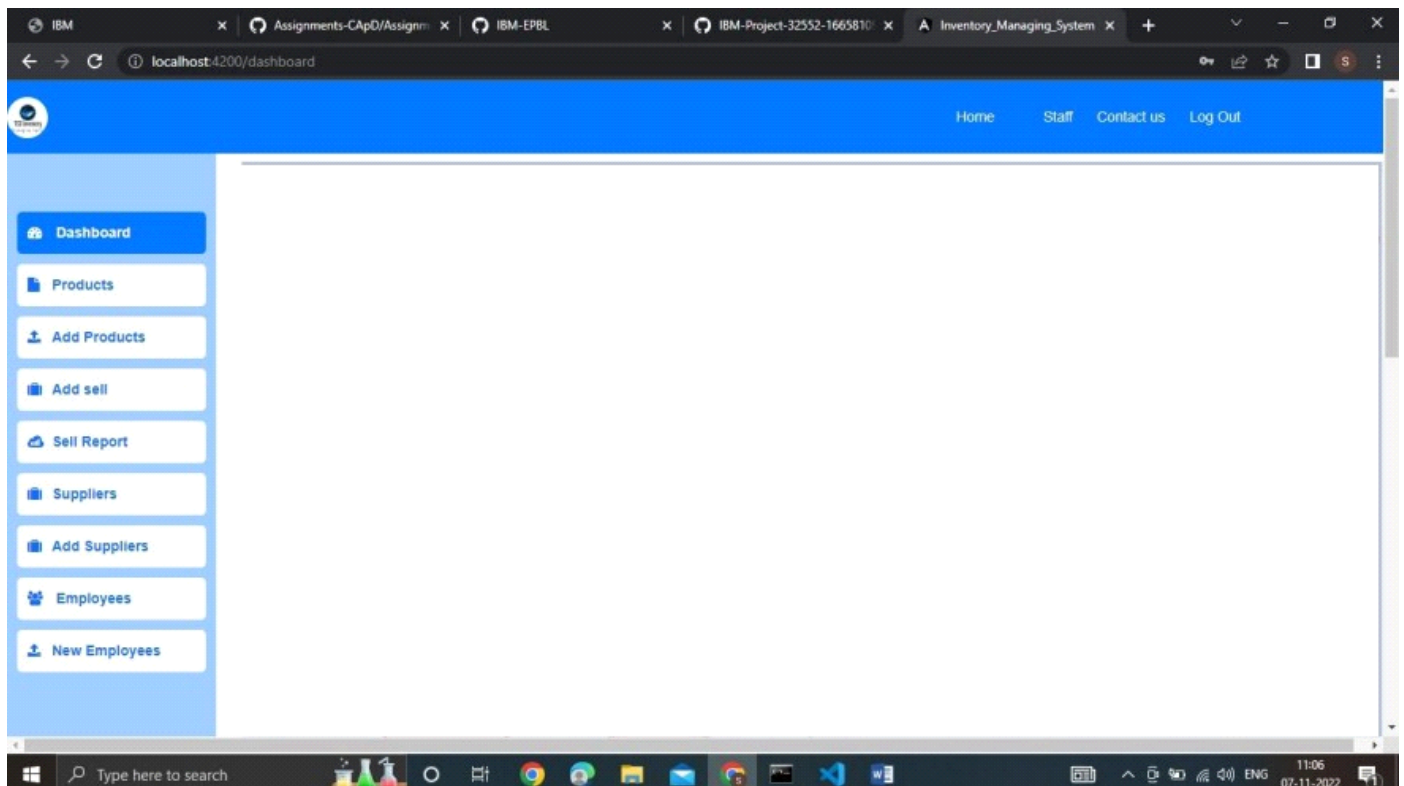 IBM
Assignments-CApD/Assignm
IBM-EPBL
IBM-Project-32552-1665810
Inventory_Managing_System
localhost:4200/dashboard
S
Home
Staff
Contact us
Log Out
Dashboard
Products
Add Products
Add sell
Sell Report
Suppliers
Add Suppliers
Employees
New Employees
Type here to search
ENG
11:06
07-11-2022